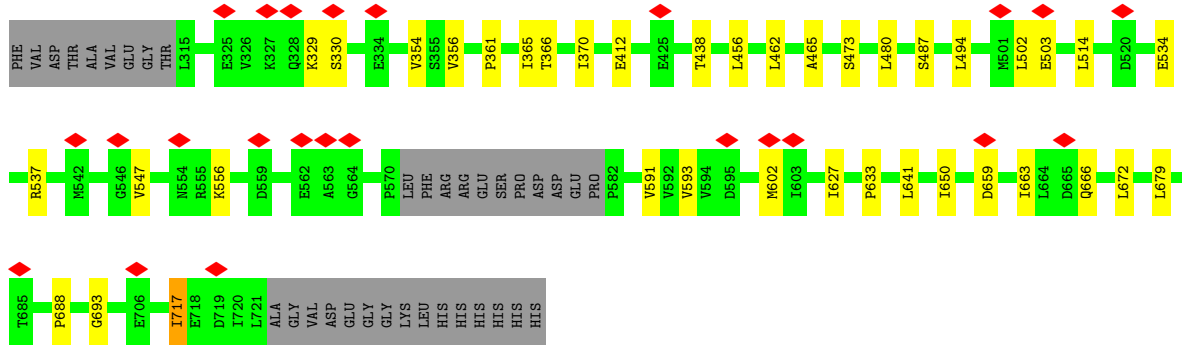 PHE VAL ASP THR ALA VAL GLU GLY THR L315 E325 V326 K327 Q328 K329 S330 E334 V354 S355 V356 P361 I365 T366 I370 E412 E425 T438 L456 L462 A465 S473 L480 S487 L494 M501 L502 E503 L514 D520 E534
R537 M542 G546 V547 N554 R555 K556 D559 E562 A563 G564 P570 LEU PHE ARG ARG GLU SER PRO ASP ASP GLU PRO P582 V591 V592 V593 V594 D595 M602 I603 I627 P633 L641 I650 D659 I663 L664 D665 Q666 L672 L679
T685 P688 G693 E706 I717 E718 D719 I720 L721 ALA GLY VAL ASP GLU GLY GLY LYS LEU HIS HIS HIS HIS HIS HIS